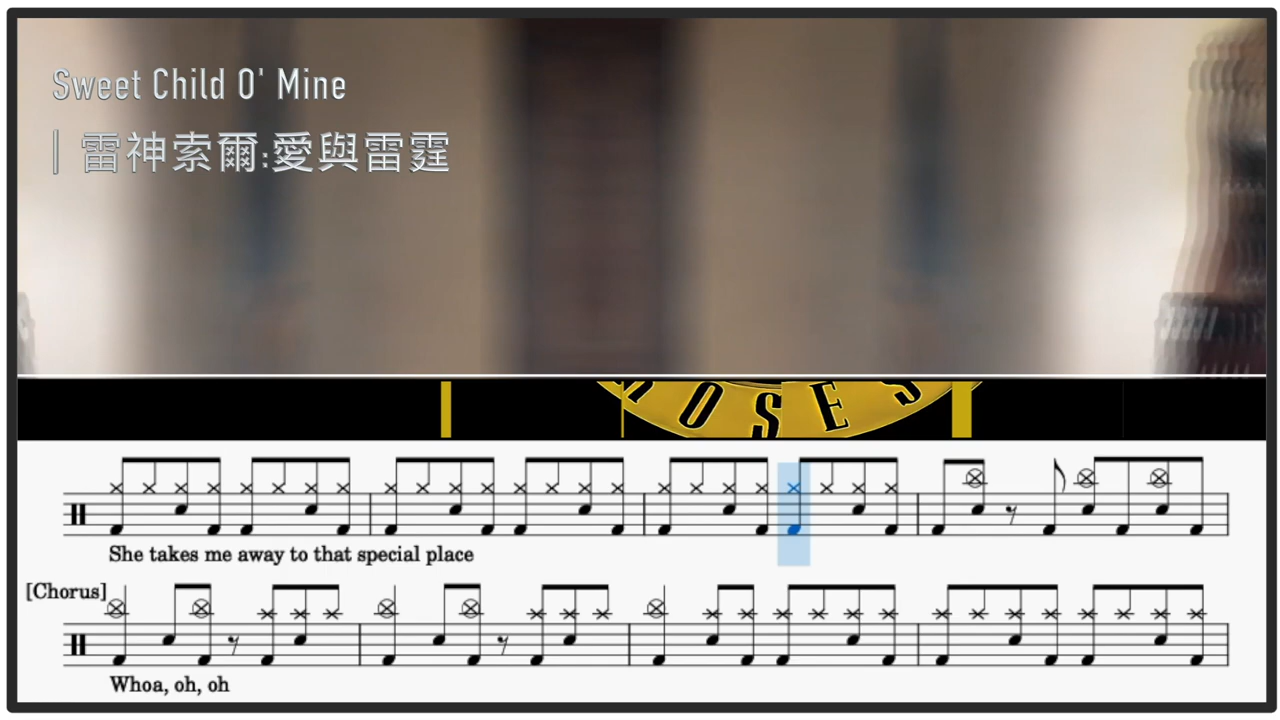 Sweet Child O' Mine
| 雷神索爾:愛與雷霆
ROSES
She takes me away to that special place
[Chorus]
Whoa, oh, oh